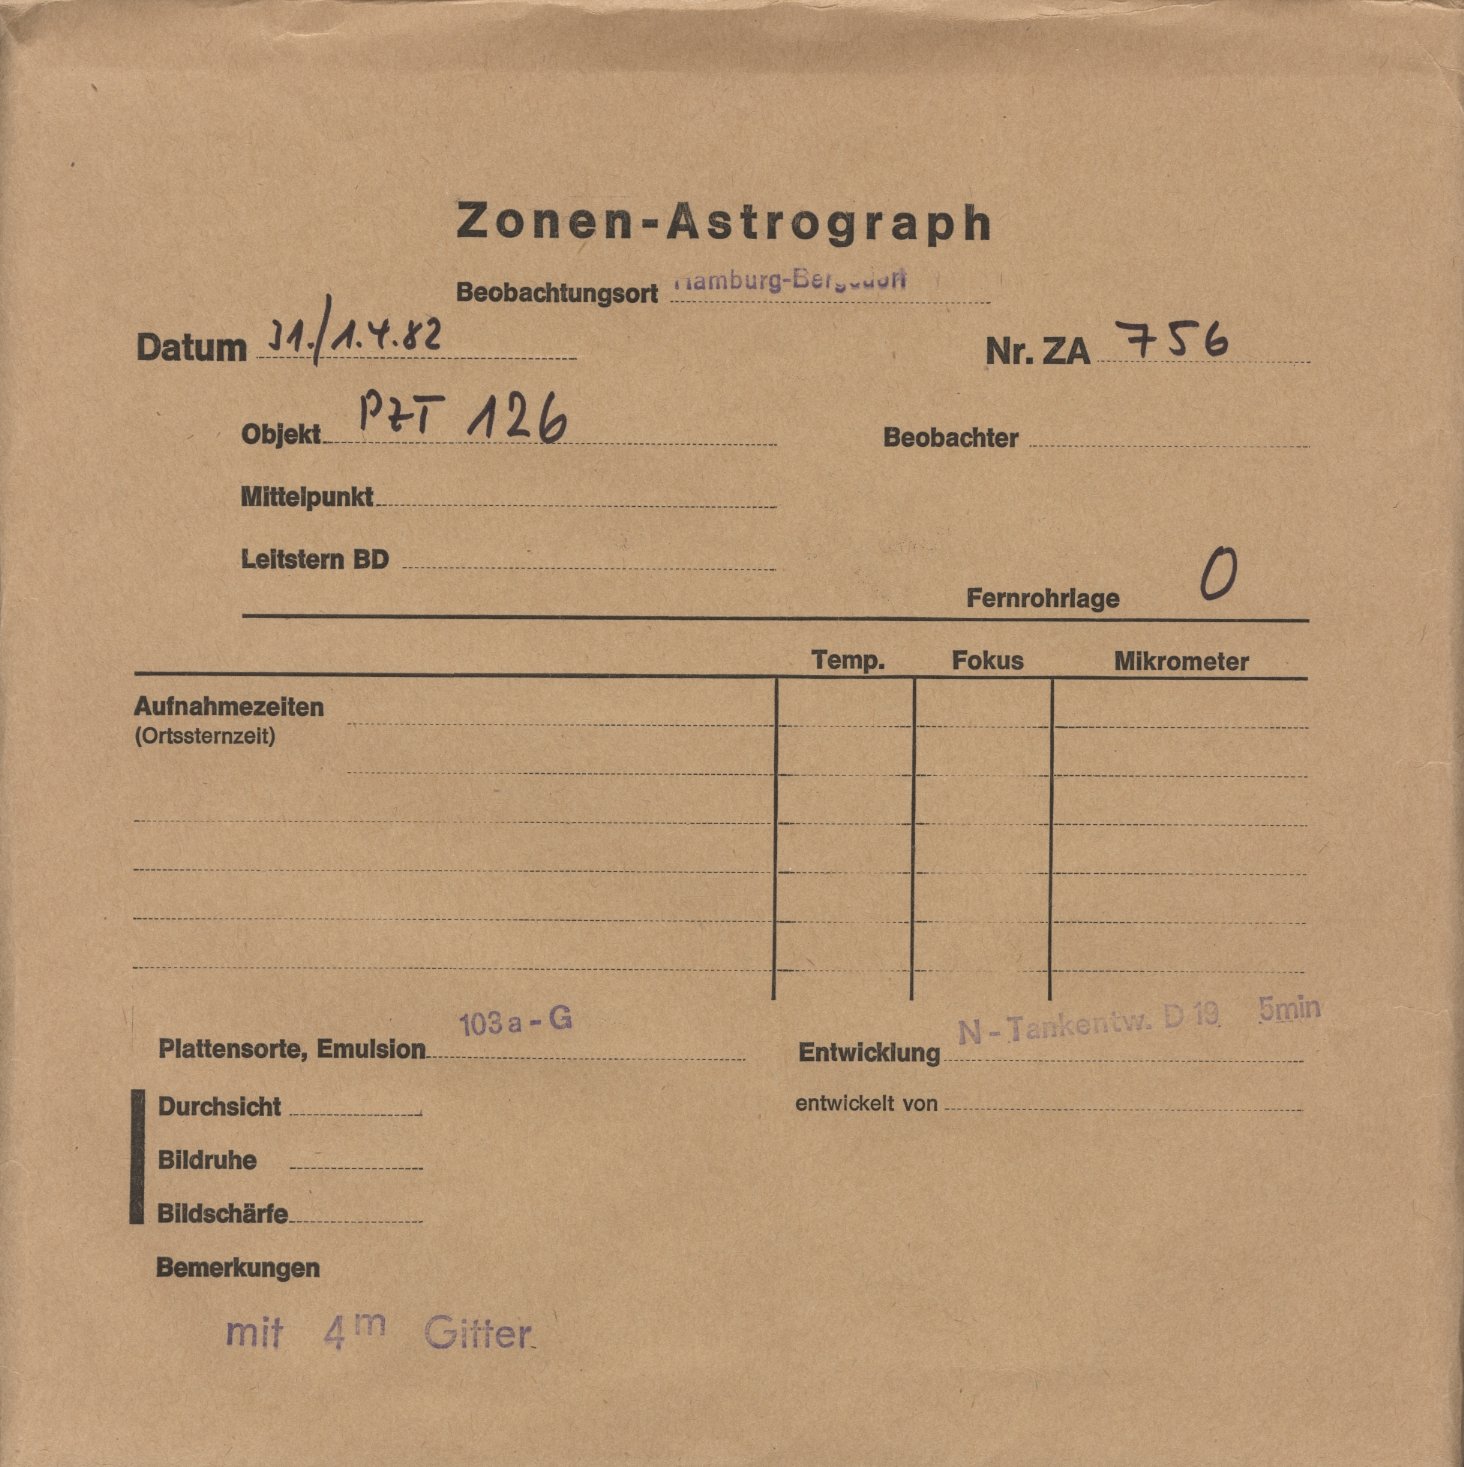 Zonen-Astrograph
Beobachtungsort Hamburg-Bergedorf
Datum 31./1.4.82 Nr. ZA 756
Objekt PZT 126 Beobachter
Mittelpunkt
Leitstern BD
Fernrohrlage O
Temp. Fokus Mikrometer
Aufnahmezeiten
(Ortssternzeit)
Plattensorte, Emulsion 103a-G Entwicklung N-Tankentw. D19 5min
Durchsicht entwickelt von
Bildruhe
Bildschärfe
Bemerkungen
mit 4m Gitter.